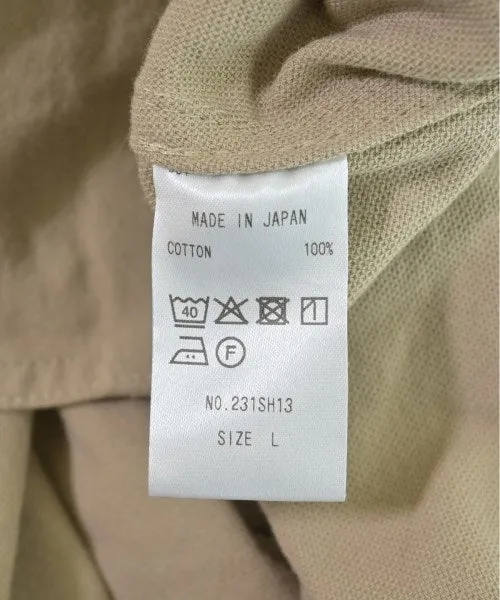 MADE IN JAPAN
COTTON 100%
40
F
NO.231SH13
SIZE L